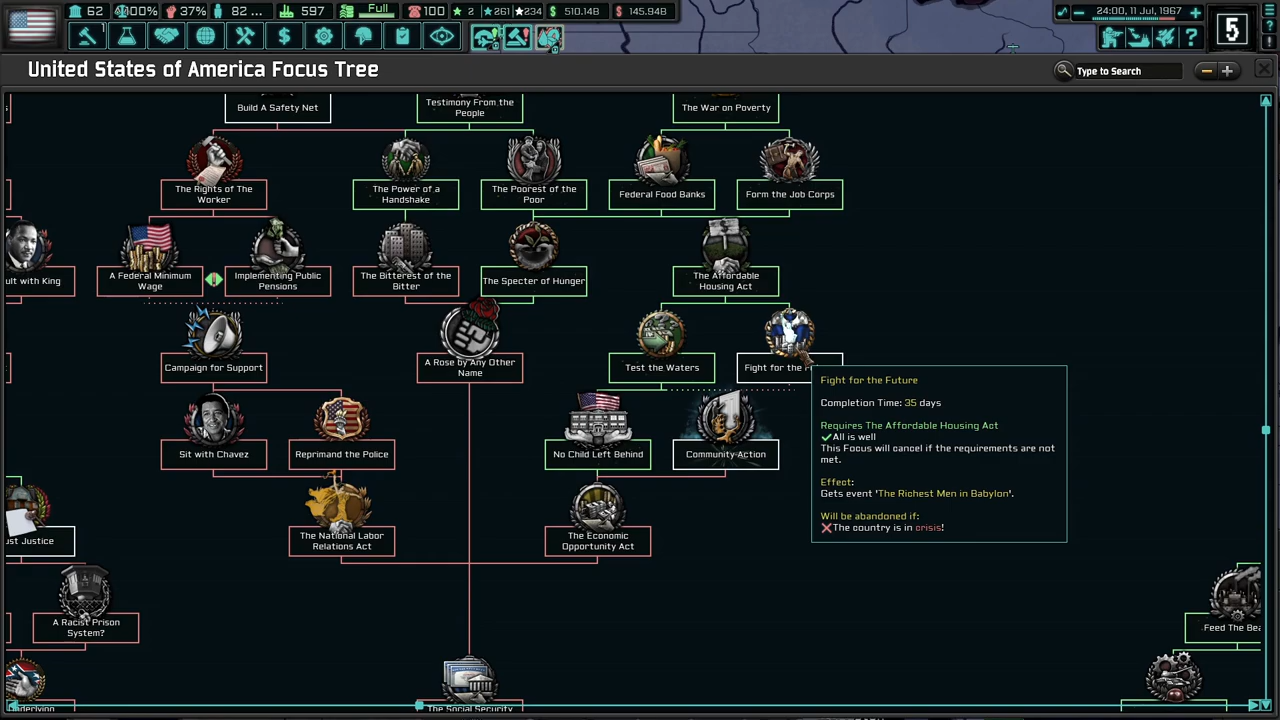 62
100%
37%
82 ...
597
Full
100
2
261
234
510.14B
145.94B
24:00, 11 Jul, 1967
5
1
United States of America Focus Tree
Type to Search
Build A Safety Net
Testimony From the
People
The War on Poverty
The Rights of The
Worker
The Power of a
Handshake
The Poorest of the
Poor
Federal Food Banks
Form the Job Corps
ult with King
A Federal Minimum
Wage
Implementing Public
Pensions
The Bitterest of the
Bitter
The Specter of Hunger
The Affordable
Housing Act
Campaign for Support
A Rose by Any Other
Name
Test the Waters
Fight for the F
Fight for the Future
Completion Time: 35 days
Requires The Affordable Housing Act
All is well
This Focus will cancel if the requirements are not
met.
Effect:
Gets event 'The Richest Men in Babylon'.
Will be abandoned if:
The country is in crisis!
Sit with Chavez
Reprimand the Police
No Child Left Behind
Community Action
ust Justice
The National Labor
Relations Act
The Economic
Opportunity Act
A Racist Prison
System?
Feed The Bea
nderlying
The Social Security